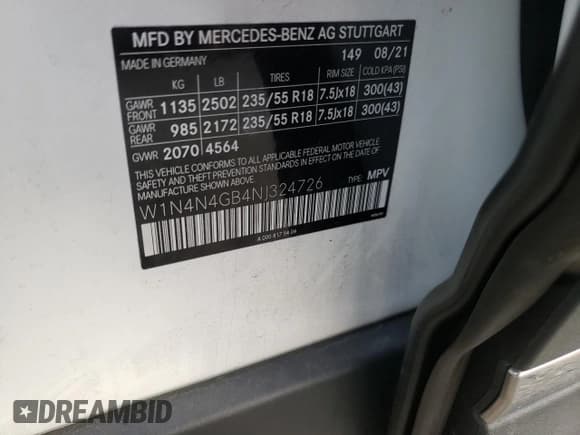 MFD BY MERCEDES-BENZ AG STUTTGART
MADE IN GERMANY 149 08/21
KG LB TIRES RIM SIZE COLD KPA (PSI)
GAWR FRONT 1135 2502 235/55 R18 7.5Jx18 300(43)
GAWR REAR 985 2172 235/55 R18 7.5Jx18 300(43)
GVWR 2070 4564
THIS VEHICLE CONFORMS TO ALL APPLICABLE FEDERAL MOTOR VEHICLE
SAFETY AND THEFT PREVENTION STANDARDS IN EFFECT ON THE DATE OF
MANUFACTURE SHOWN ABOVE.
TYPE: MPV
W1N4N4GB4NJ324726
DREAMBID